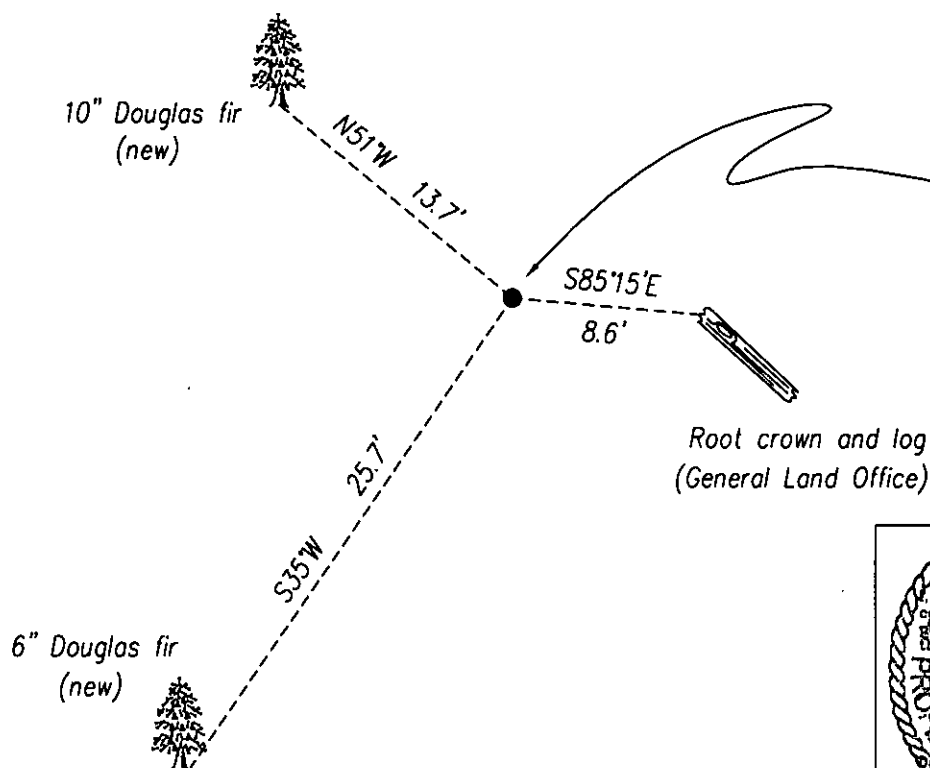 10" Douglas fir
(new)
N51°W 13.7'
S85°15'E
8.6'
Root crown and log
(General Land Office)
25.7'
S35°W
6" Douglas fir
(new)